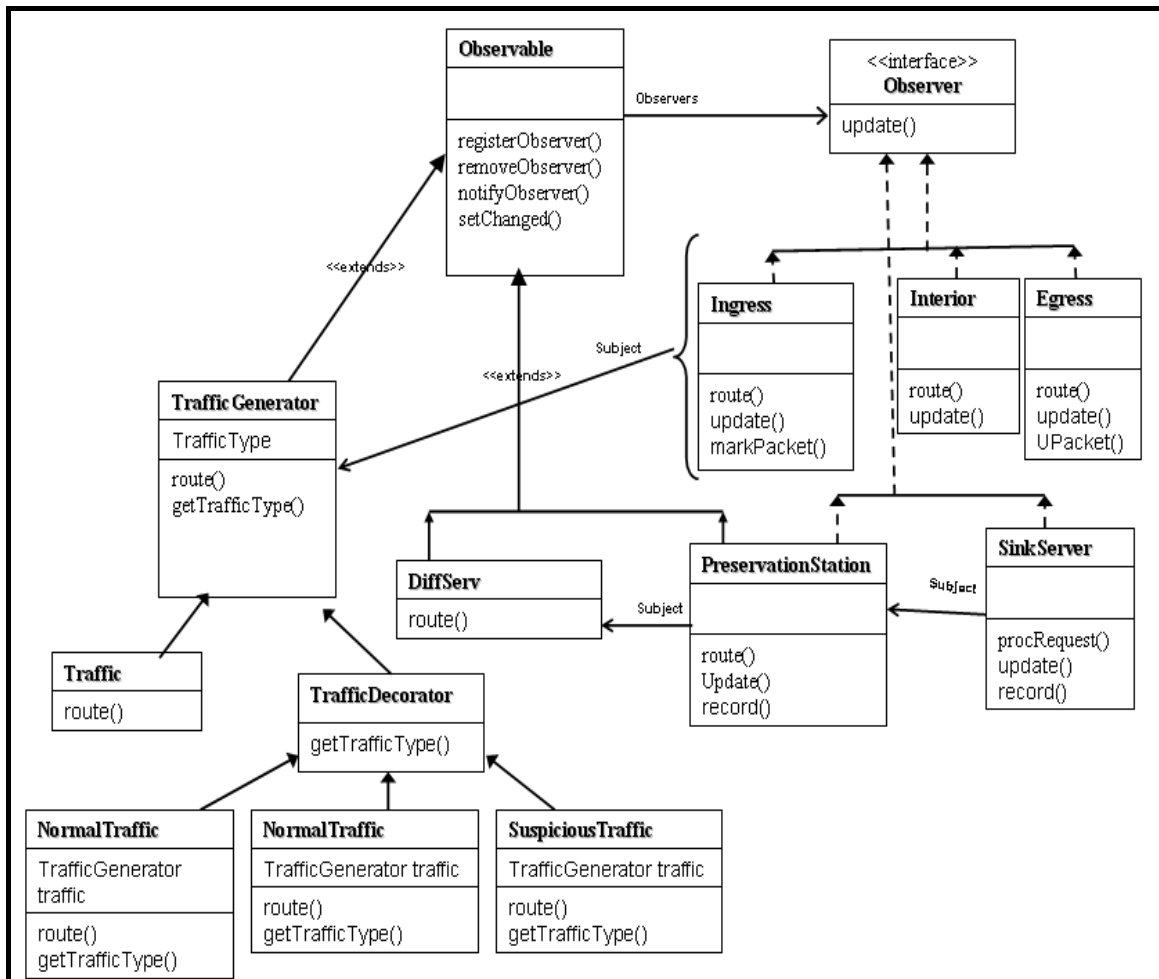 Observable
registerObserver()
removeObserver()
notifyObserver()
setChanged()
Observers
<<interface>>
Observer
update()
<<extends>>
Subject
<<extends>>
Ingress
route()
update()
markPacket()
Interior
route()
update()
Egress
route()
update()
UPacket()
TrafficGenerator
TrafficType
route()
getTrafficType()
DiffServ
route()
Subject
PreservationStation
route()
Update()
record()
Subject
SinkServer
procRequest()
update()
record()
Traffic
route()
TrafficDecorator
getTrafficType()
NormalTraffic
TrafficGenerator
traffic
route()
getTrafficType()
NormalTraffic
TrafficGenerator traffic
route()
getTrafficType()
SuspiciousTraffic
TrafficGenerator traffic
route()
getTrafficType()